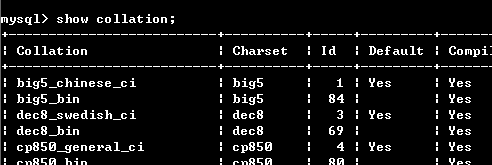 mysql> show collation;
Collation | Charset | Id | Default | Compil
big5_chinese_ci | big5 | 1 | Yes | Yes
big5_bin | big5 | 84 | | Yes
dec8_swedish_ci | dec8 | 3 | Yes | Yes
dec8_bin | dec8 | 69 | | Yes
cp850_general_ci | cp850 | 4 | Yes | Yes
cp850_bin | cp850 | 80 | | Yes